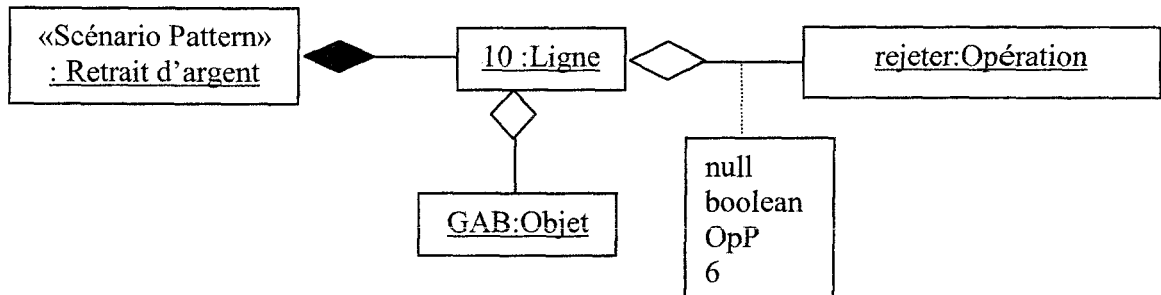 «Scénario Pattern»
: Retrait d'argent
10 :Ligne
rejeter:Opération
GAB:Objet
null
boolean
OpP
6